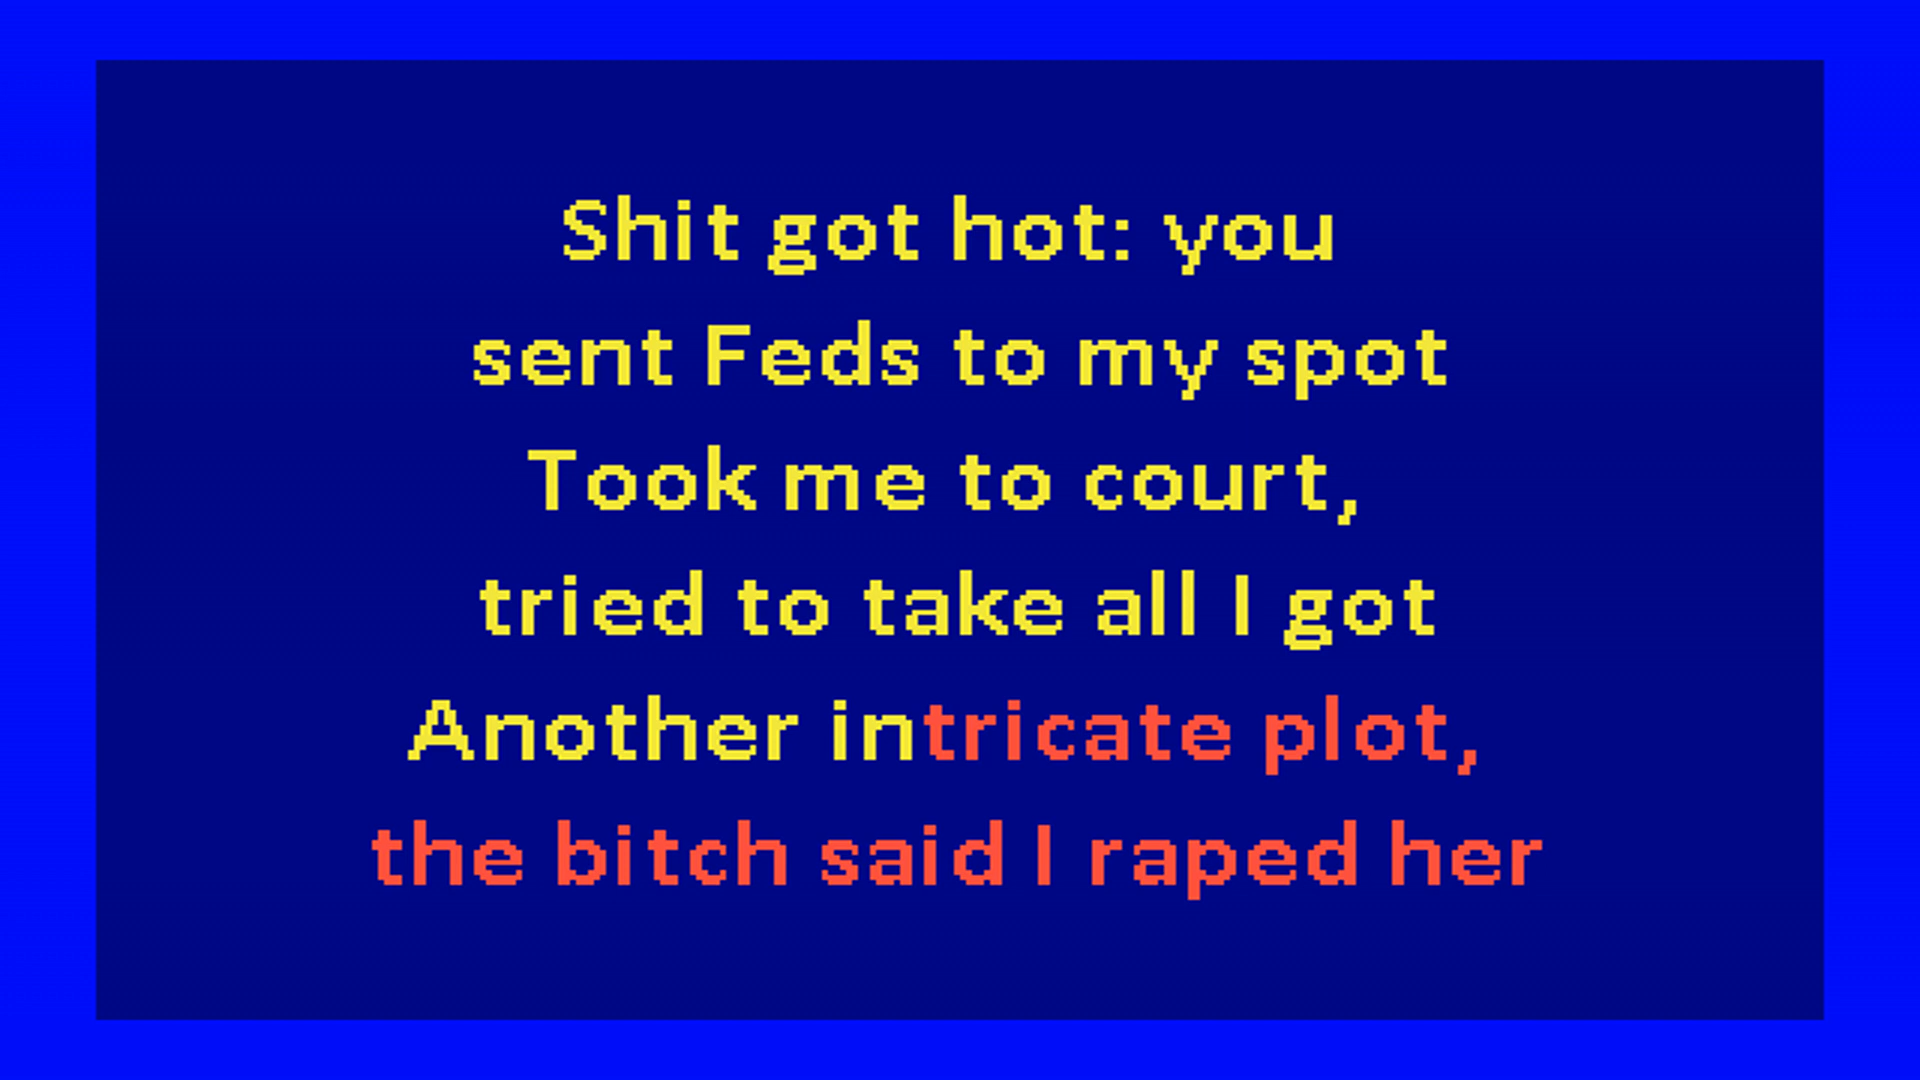 Shit got hot: you
sent Feds to my spot
Took me to court,
tried to take all I got
Another intricate plot,
the bitch said I raped her